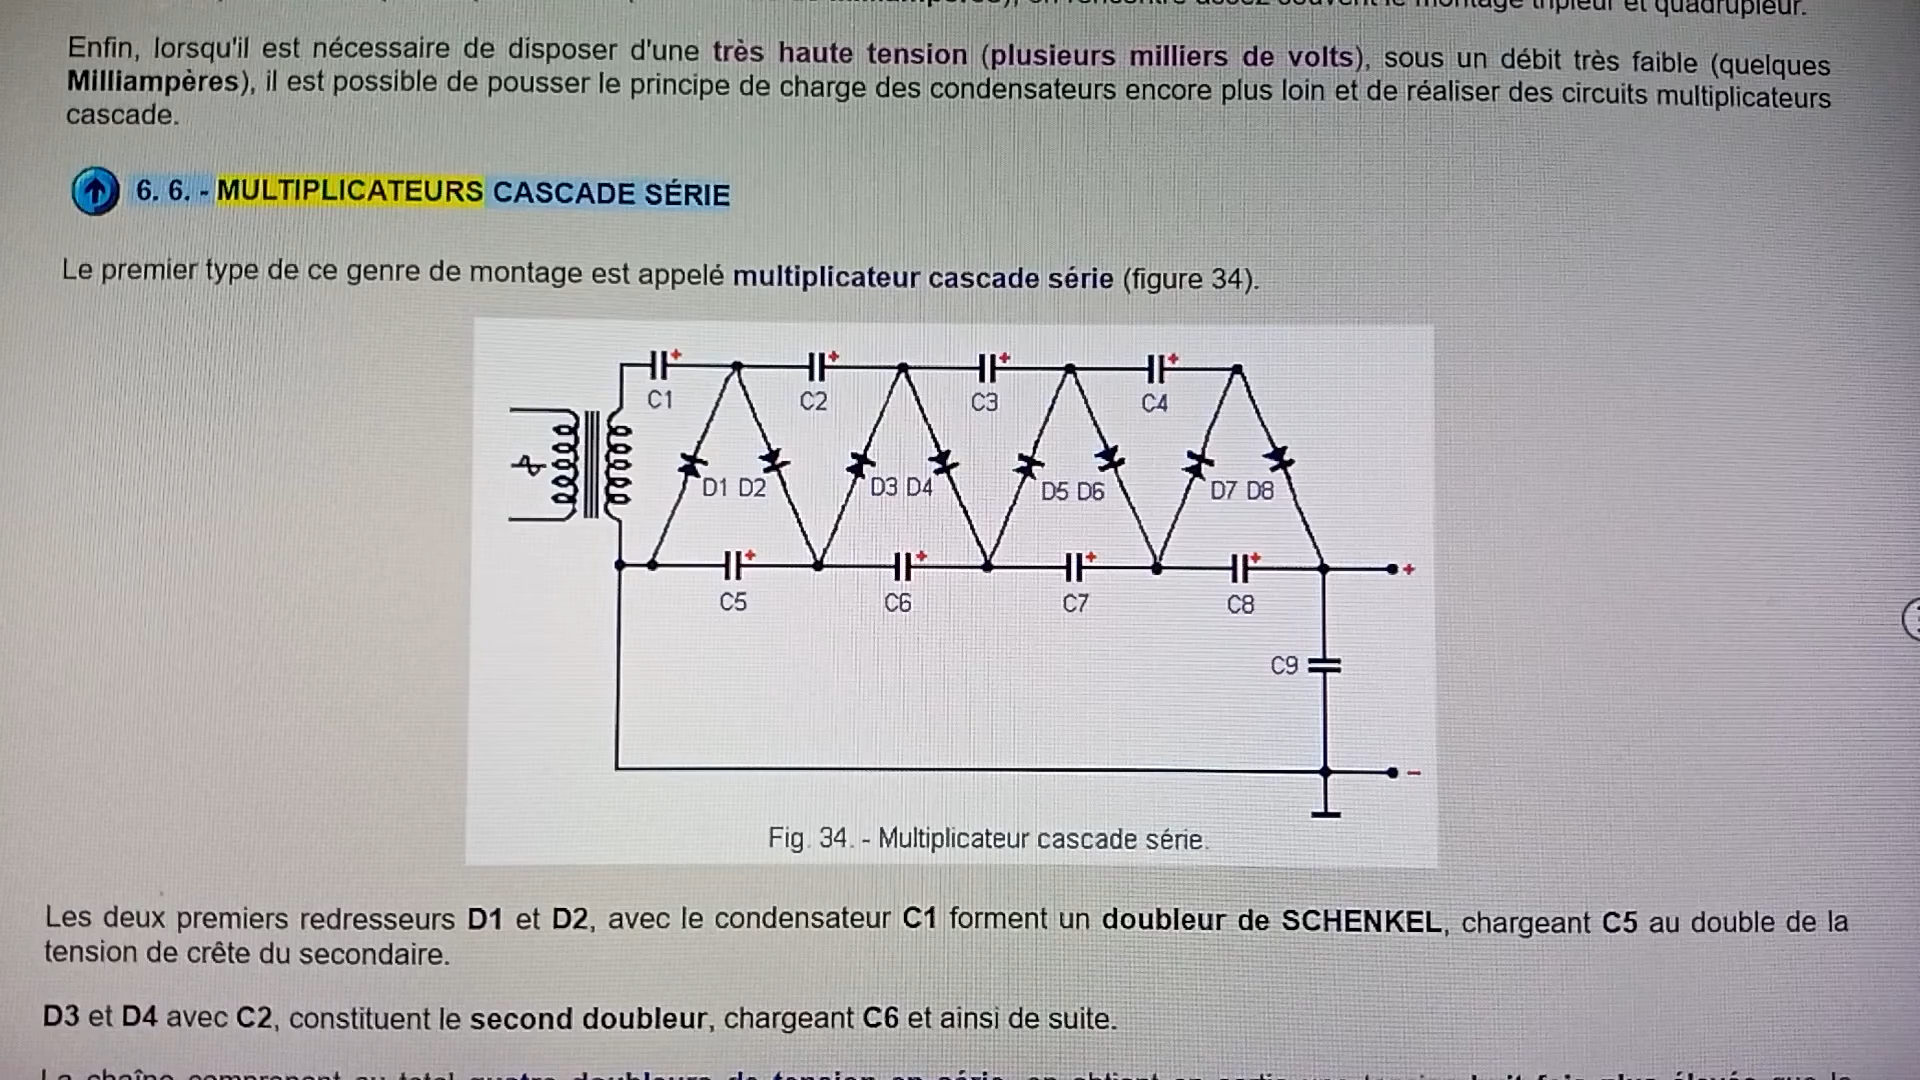 montage tripleur et quadrupleur.
Enfin, lorsqu'il est nécessaire de disposer d'une très haute tension (plusieurs milliers de volts), sous un débit très faible (quelques
Milliampères), il est possible de pousser le principe de charge des condensateurs encore plus loin et de réaliser des circuits multiplicateurs
cascade.
6. 6. - MULTIPLICATEURS CASCADE SÉRIE
Le premier type de ce genre de montage est appelé multiplicateur cascade série (figure 34).
+ + + +
C1 C2 C3 C4
D1 D2 D3 D4 D5 D6 D7 D8
+ + + + +
C5 C6 C7 C8
C9
-
Fig. 34. - Multiplicateur cascade série.
Les deux premiers redresseurs D1 et D2, avec le condensateur C1 forment un doubleur de SCHENKEL, chargeant C5 au double de la
tension de crête du secondaire.
D3 et D4 avec C2, constituent le second doubleur, chargeant C6 et ainsi de suite.